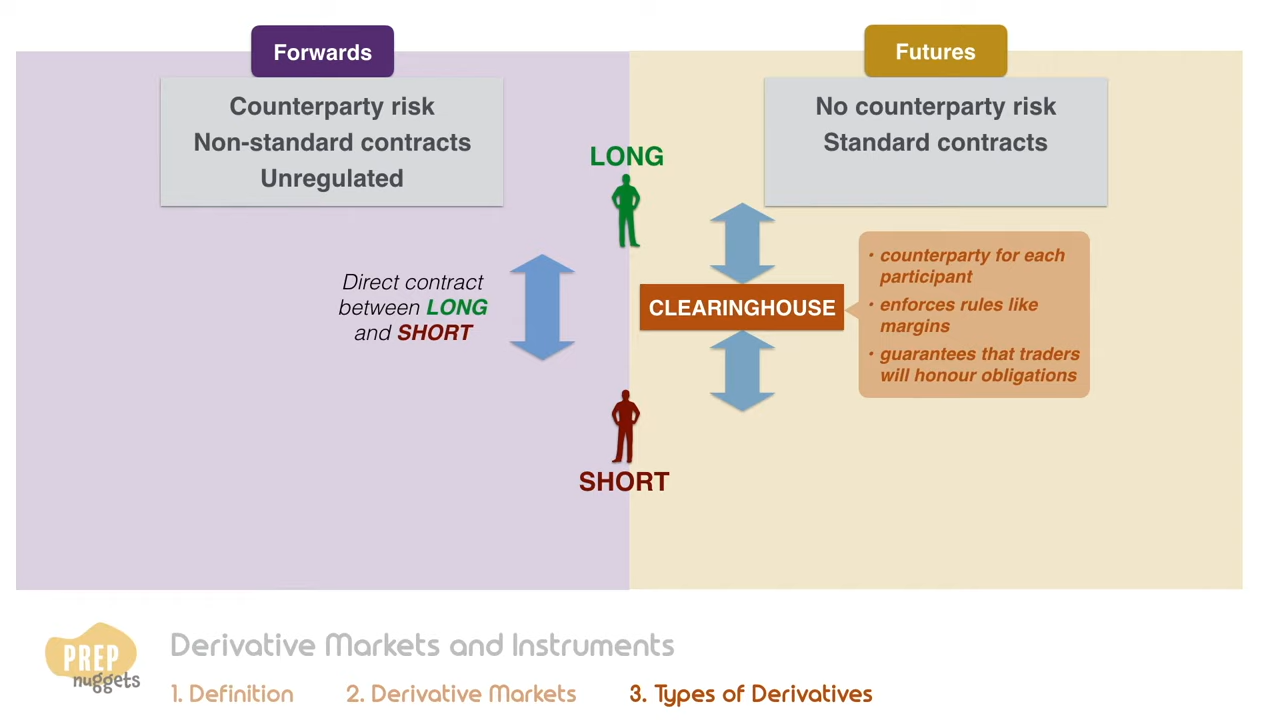 Forwards
Counterparty risk
Non-standard contracts
Unregulated
Direct contract
between LONG
and SHORT
LONG
SHORT
Futures
No counterparty risk
Standard contracts
CLEARINGHOUSE
• counterparty for each
participant
• enforces rules like
margins
• guarantees that traders
will honour obligations
PREP
nuggets
Derivative Markets and Instruments
1. Definition
2. Derivative Markets
3. Types of Derivatives